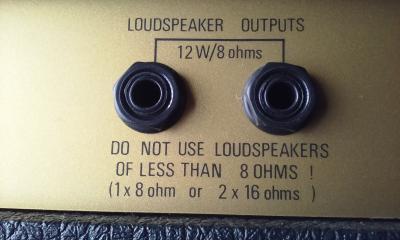 LOUDSPEAKER OUTPUTS
12 W/8 ohms
DO NOT USE LOUDSPEAKERS
OF LESS THAN 8 OHMS !
(1 x 8 ohm or 2 x 16 ohms )